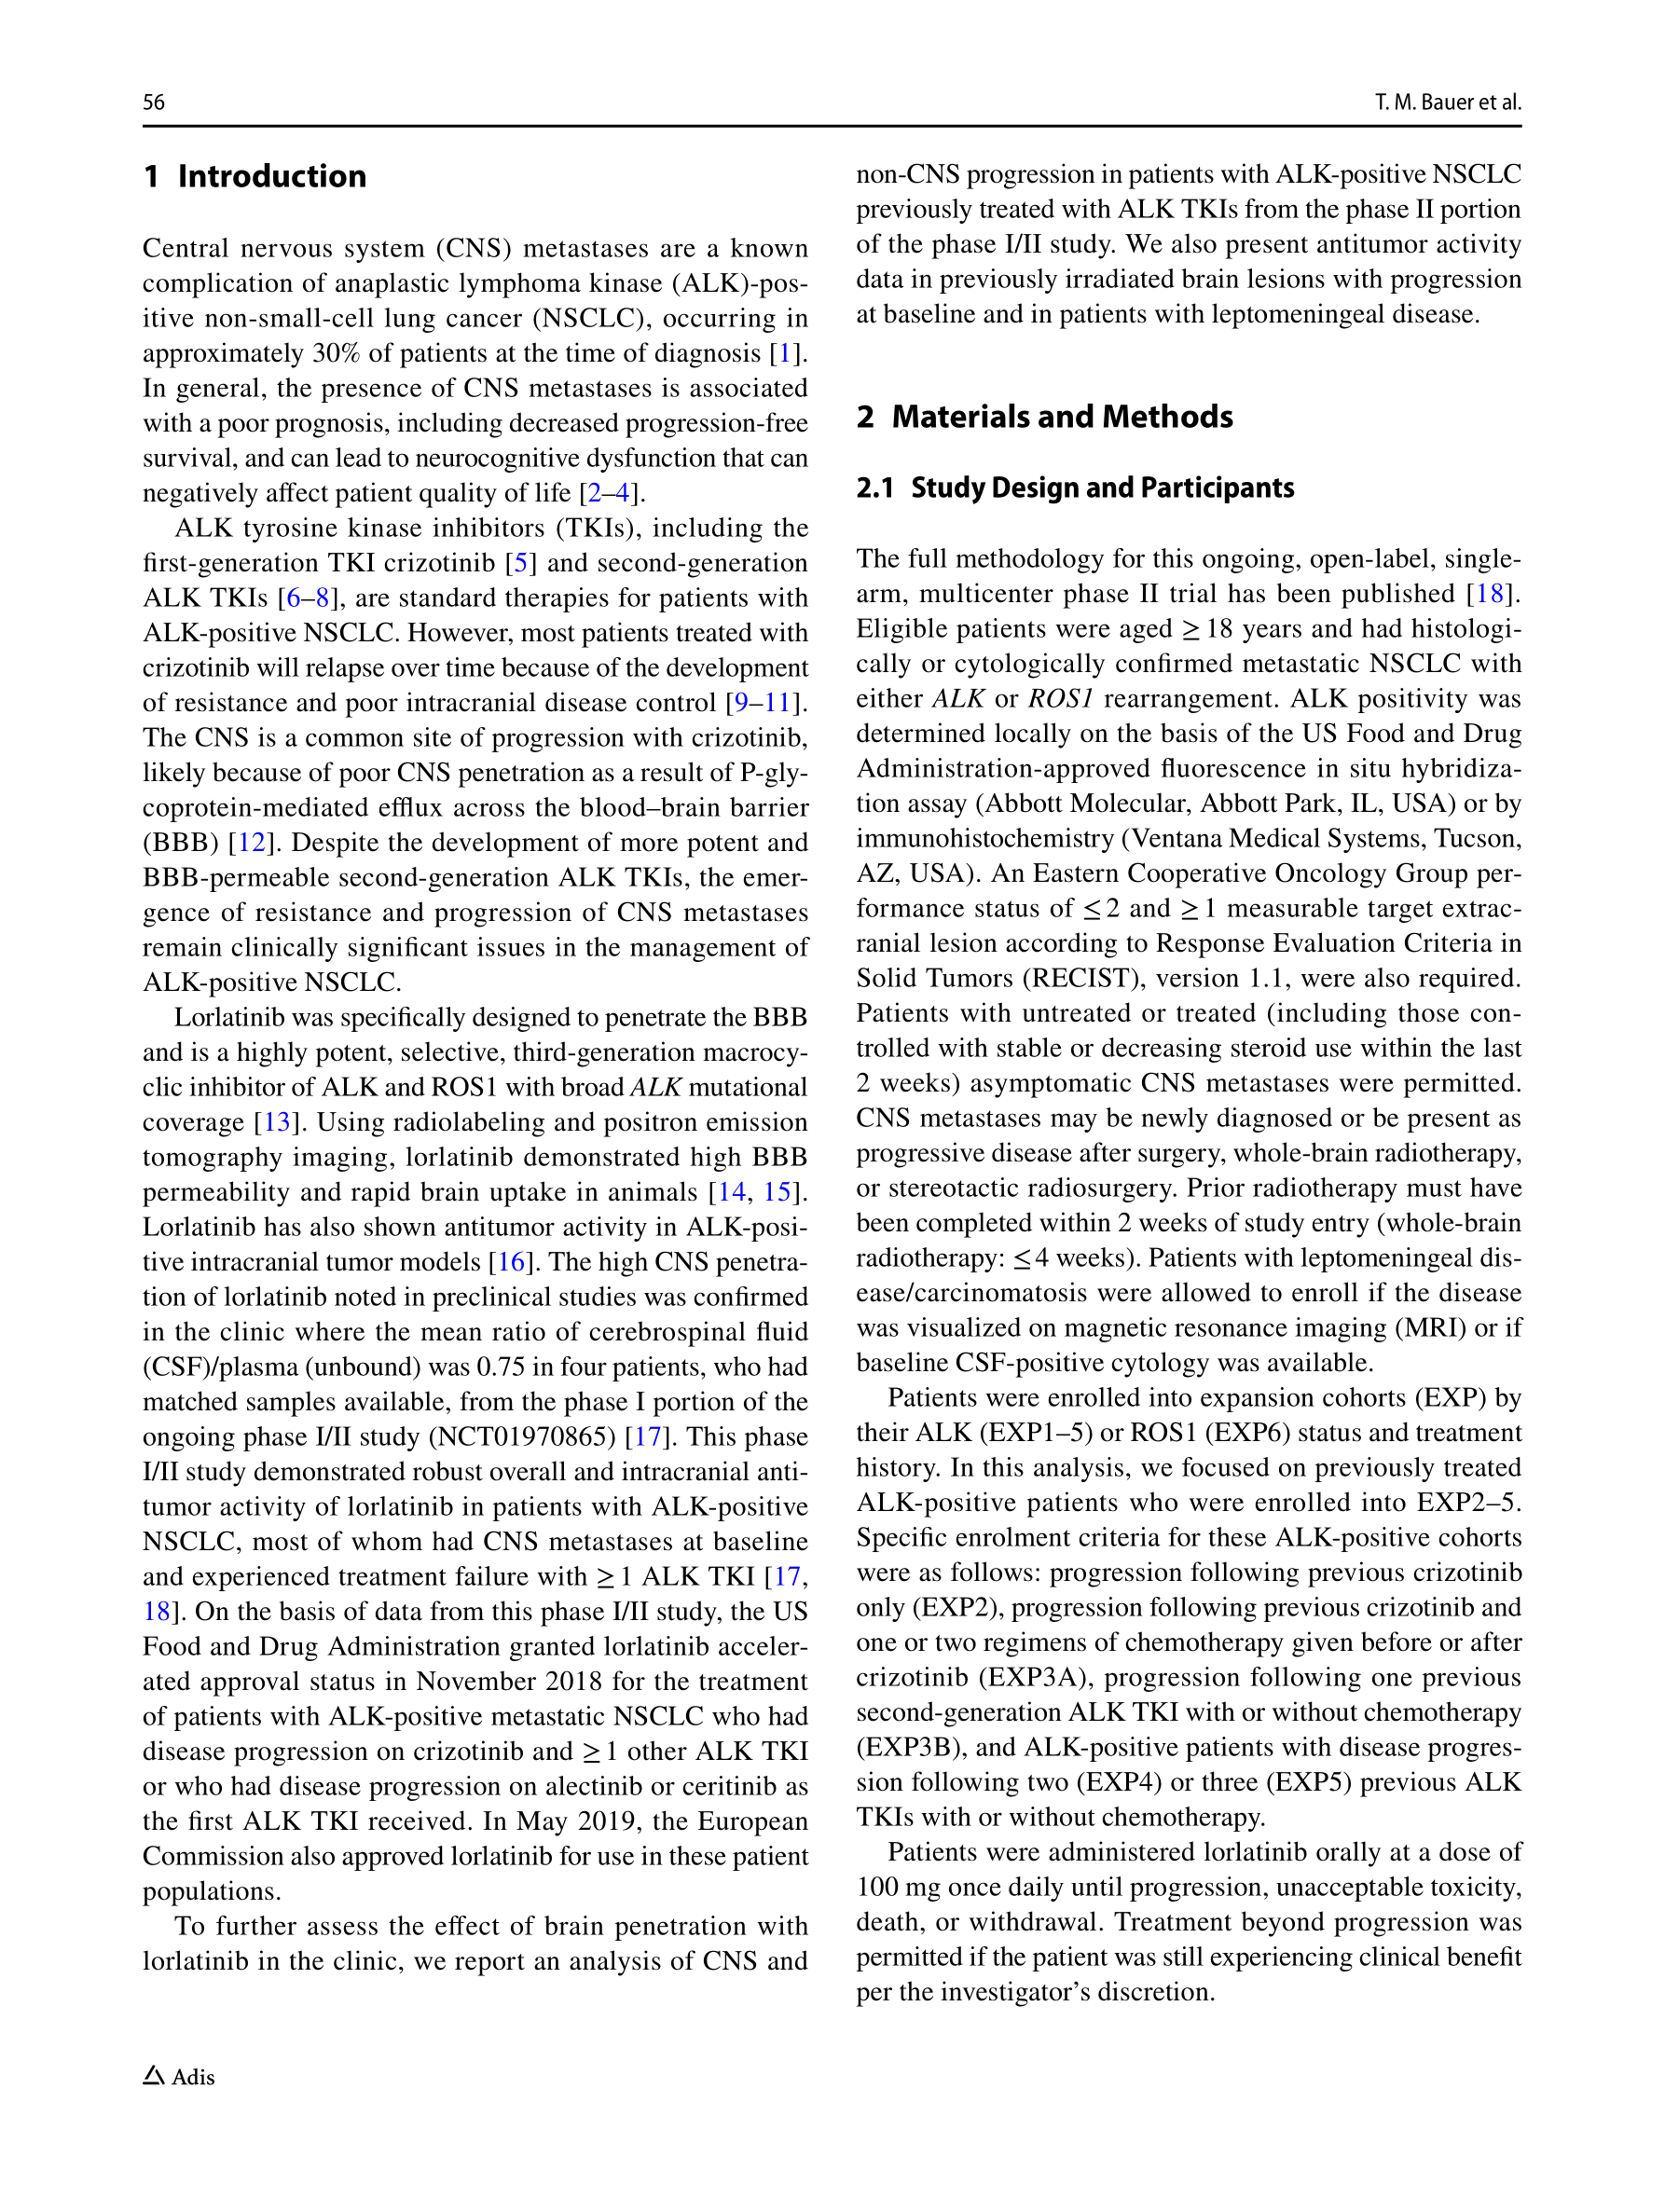 56
T. M. Bauer et al.
1 Introduction
Central nervous system (CNS) metastases are a known
complication of anaplastic lymphoma kinase (ALK)-pos-
itive non-small-cell lung cancer (NSCLC), occurring in
approximately 30% of patients at the time of diagnosis [1].
In general, the presence of CNS metastases is associated
with a poor prognosis, including decreased progression-free
survival, and can lead to neurocognitive dysfunction that can
negatively affect patient quality of life [2–4].
ALK tyrosine kinase inhibitors (TKIs), including the
first-generation TKI crizotinib [5] and second-generation
ALK TKIs [6–8], are standard therapies for patients with
ALK-positive NSCLC. However, most patients treated with
crizotinib will relapse over time because of the development
of resistance and poor intracranial disease control [9–11].
The CNS is a common site of progression with crizotinib,
likely because of poor CNS penetration as a result of P-gly-
coprotein-mediated efflux across the blood–brain barrier
(BBB) [12]. Despite the development of more potent and
BBB-permeable second-generation ALK TKIs, the emer-
gence of resistance and progression of CNS metastases
remain clinically significant issues in the management of
ALK-positive NSCLC.
Lorlatinib was specifically designed to penetrate the BBB
and is a highly potent, selective, third-generation macrocy-
clic inhibitor of ALK and ROS1 with broad ALK mutational
coverage [13]. Using radiolabeling and positron emission
tomography imaging, lorlatinib demonstrated high BBB
permeability and rapid brain uptake in animals [14, 15].
Lorlatinib has also shown antitumor activity in ALK-posi-
tive intracranial tumor models [16]. The high CNS penetra-
tion of lorlatinib noted in preclinical studies was confirmed
in the clinic where the mean ratio of cerebrospinal fluid
(CSF)/plasma (unbound) was 0.75 in four patients, who had
matched samples available, from the phase I portion of the
ongoing phase I/II study (NCT01970865) [17]. This phase
I/II study demonstrated robust overall and intracranial anti-
tumor activity of lorlatinib in patients with ALK-positive
NSCLC, most of whom had CNS metastases at baseline
and experienced treatment failure with ≥ 1 ALK TKI [17,
18]. On the basis of data from this phase I/II study, the US
Food and Drug Administration granted lorlatinib acceler-
ated approval status in November 2018 for the treatment
of patients with ALK-positive metastatic NSCLC who had
disease progression on crizotinib and ≥ 1 other ALK TKI
or who had disease progression on alectinib or ceritinib as
the first ALK TKI received. In May 2019, the European
Commission also approved lorlatinib for use in these patient
populations.
To further assess the effect of brain penetration with
lorlatinib in the clinic, we report an analysis of CNS and
non-CNS progression in patients with ALK-positive NSCLC
previously treated with ALK TKIs from the phase II portion
of the phase I/II study. We also present antitumor activity
data in previously irradiated brain lesions with progression
at baseline and in patients with leptomeningeal disease.
2 Materials and Methods
2.1 Study Design and Participants
The full methodology for this ongoing, open-label, single-
arm, multicenter phase II trial has been published [18].
Eligible patients were aged ≥ 18 years and had histologi-
cally or cytologically confirmed metastatic NSCLC with
either ALK or ROS1 rearrangement. ALK positivity was
determined locally on the basis of the US Food and Drug
Administration-approved fluorescence in situ hybridiza-
tion assay (Abbott Molecular, Abbott Park, IL, USA) or by
immunohistochemistry (Ventana Medical Systems, Tucson,
AZ, USA). An Eastern Cooperative Oncology Group per-
formance status of ≤ 2 and ≥ 1 measurable target extrac-
ranial lesion according to Response Evaluation Criteria in
Solid Tumors (RECIST), version 1.1, were also required.
Patients with untreated or treated (including those con-
trolled with stable or decreasing steroid use within the last
2 weeks) asymptomatic CNS metastases were permitted.
CNS metastases may be newly diagnosed or be present as
progressive disease after surgery, whole-brain radiotherapy,
or stereotactic radiosurgery. Prior radiotherapy must have
been completed within 2 weeks of study entry (whole-brain
radiotherapy: ≤ 4 weeks). Patients with leptomeningeal dis-
ease/carcinomatosis were allowed to enroll if the disease
was visualized on magnetic resonance imaging (MRI) or if
baseline CSF-positive cytology was available.
Patients were enrolled into expansion cohorts (EXP) by
their ALK (EXP1–5) or ROS1 (EXP6) status and treatment
history. In this analysis, we focused on previously treated
ALK-positive patients who were enrolled into EXP2–5.
Specific enrolment criteria for these ALK-positive cohorts
were as follows: progression following previous crizotinib
only (EXP2), progression following previous crizotinib and
one or two regimens of chemotherapy given before or after
crizotinib (EXP3A), progression following one previous
second-generation ALK TKI with or without chemotherapy
(EXP3B), and ALK-positive patients with disease progres-
sion following two (EXP4) or three (EXP5) previous ALK
TKIs with or without chemotherapy.
Patients were administered lorlatinib orally at a dose of
100 mg once daily until progression, unacceptable toxicity,
death, or withdrawal. Treatment beyond progression was
permitted if the patient was still experiencing clinical benefit
per the investigator’s discretion.
Adis